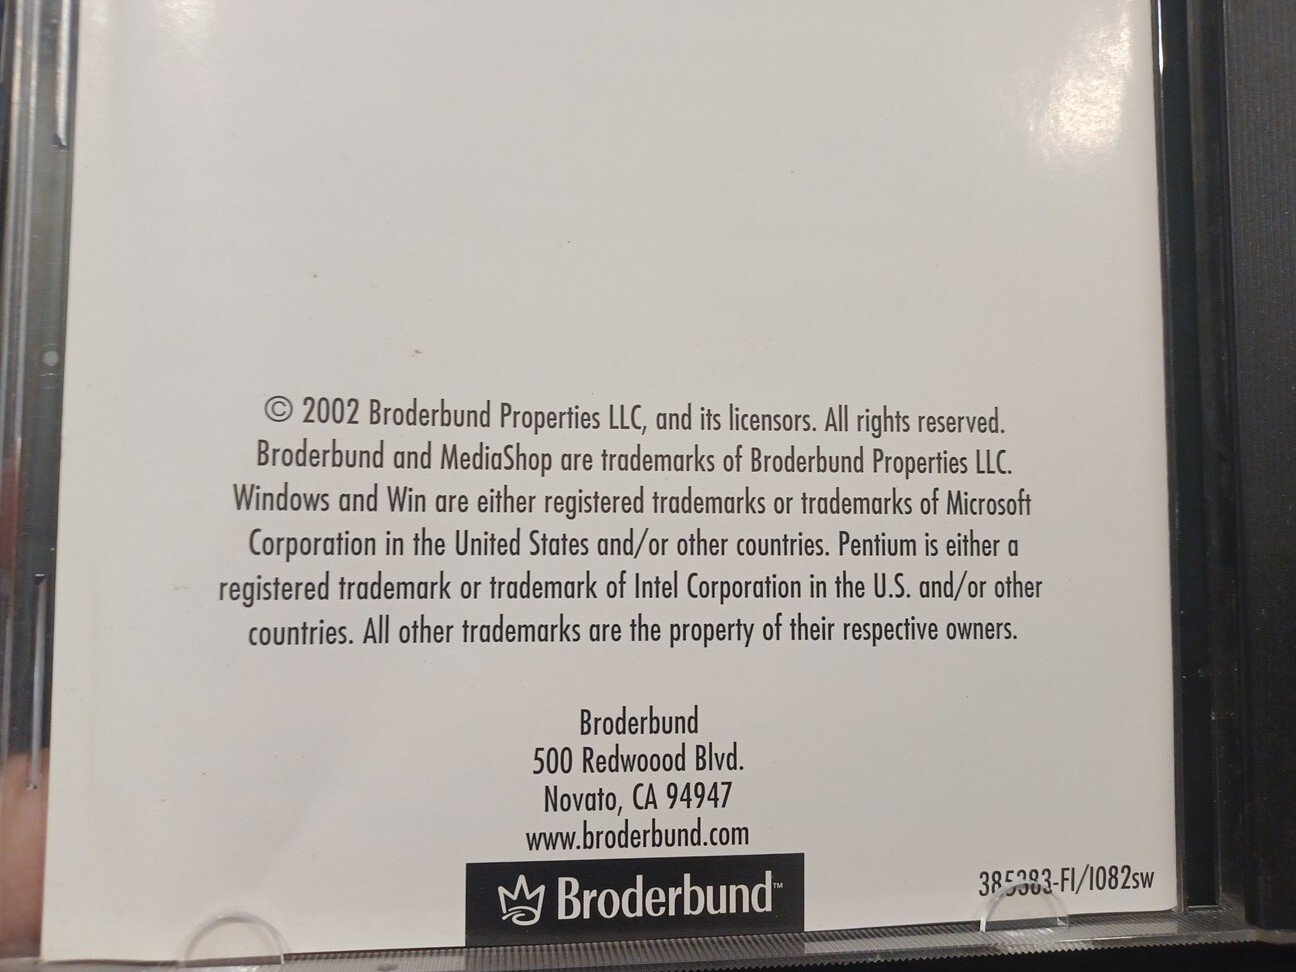 © 2002 Broderbund Properties LLC, and its licensors. All rights reserved.
Broderbund and MediaShop are trademarks of Broderbund Properties LLC.
Windows and Win are either registered trademarks or trademarks of Microsoft
Corporation in the United States and/or other countries. Pentium is either a
registered trademark or trademark of Intel Corporation in the U.S. and/or other
countries. All other trademarks are the property of their respective owners.
Broderbund
500 Redwoood Blvd.
Novato, CA 94947
www.broderbund.com
Broderbund™
385383-FI/I082sw